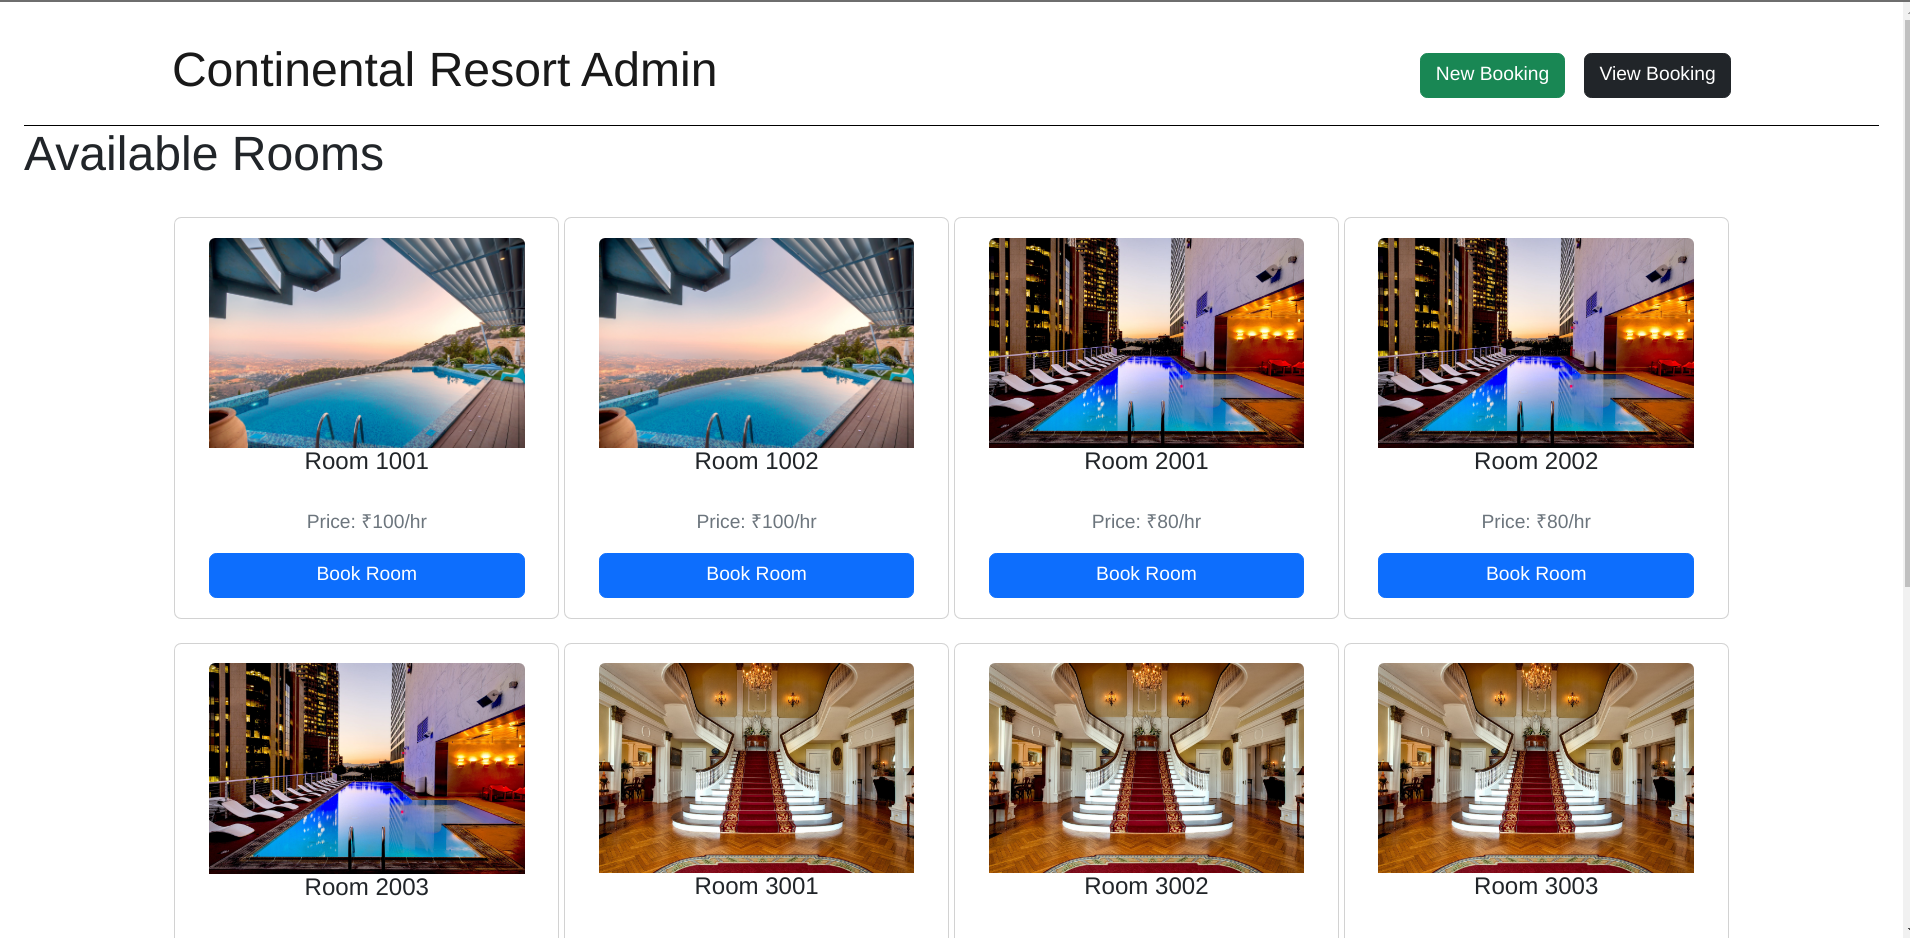 Continental Resort Admin
New Booking
View Booking
Available Rooms
Room 1001
Room 1002
Room 2001
Room 2002
Price: ₹100/hr
Price: ₹100/hr
Price: ₹80/hr
Price: ₹80/hr
Book Room
Book Room
Book Room
Book Room
Room 2003
Room 3001
Room 3002
Room 3003